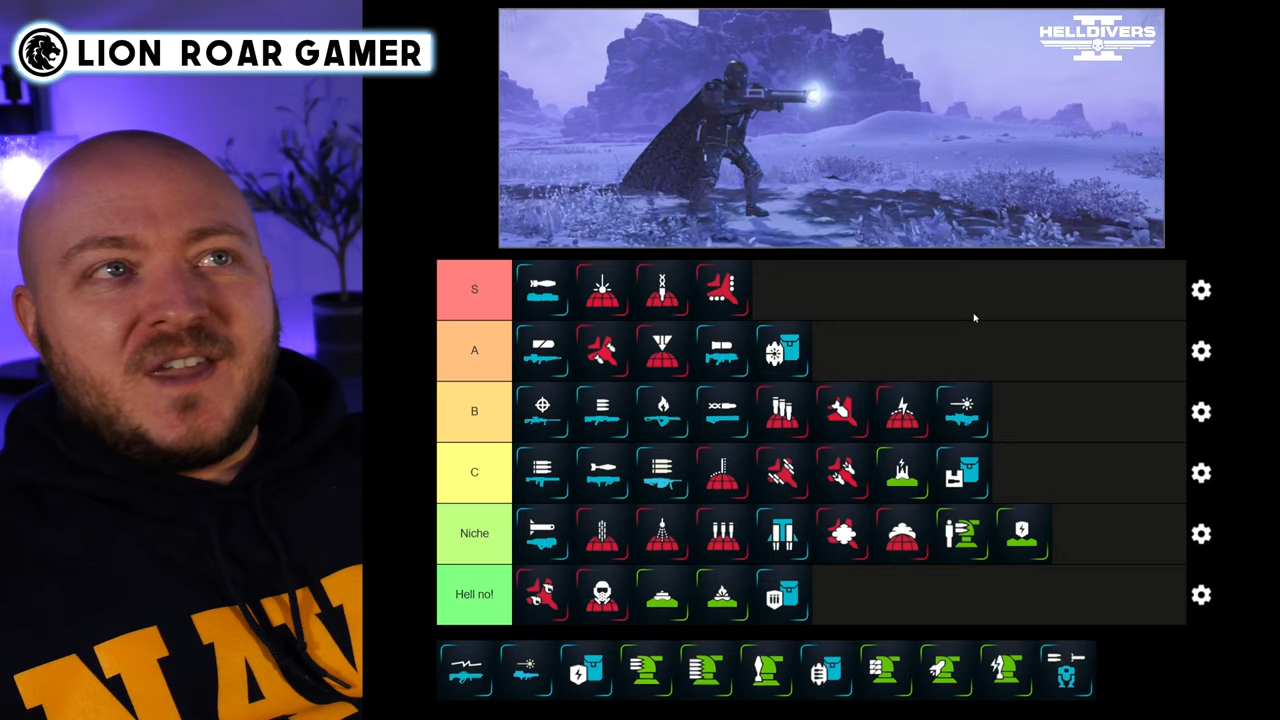 LION ROAR GAMER
HELLDIVERS
II
S
A
B
C
Niche
Hell no!
NAV